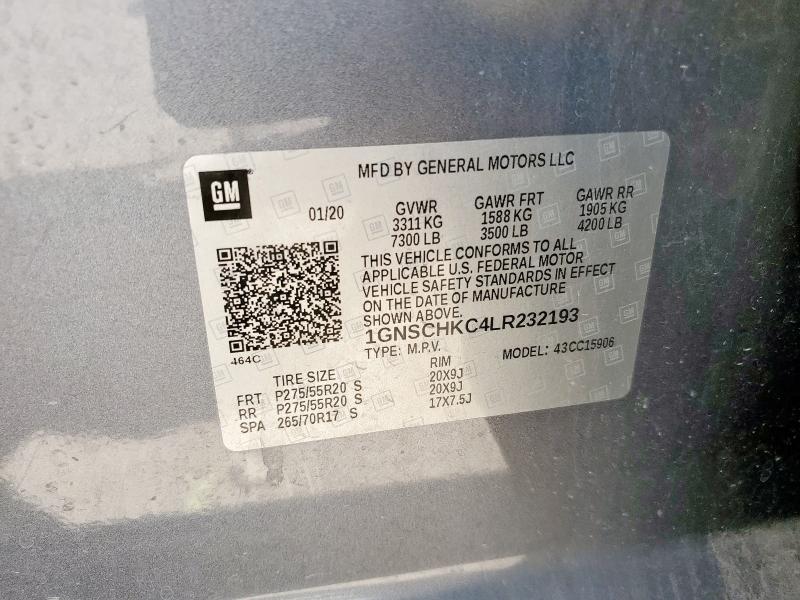 GM
MFD BY GENERAL MOTORS LLC
01/20
GVWR
3311 KG
7300 LB
GAWR FRT
1588 KG
3500 LB
GAWR RR
1905 KG
4200 LB
THIS VEHICLE CONFORMS TO ALL
APPLICABLE U.S. FEDERAL MOTOR
VEHICLE SAFETY STANDARDS IN EFFECT
ON THE DATE OF MANUFACTURE
SHOWN ABOVE.
1GNSCHKC4LR232193
TYPE: M.P.V. MODEL: 43CC15906
464C
TIRE SIZE RIM
FRT P275/55R20 S 20X9J
RR P275/55R20 S 20X9J
SPA 265/70R17 S 17X7.5J